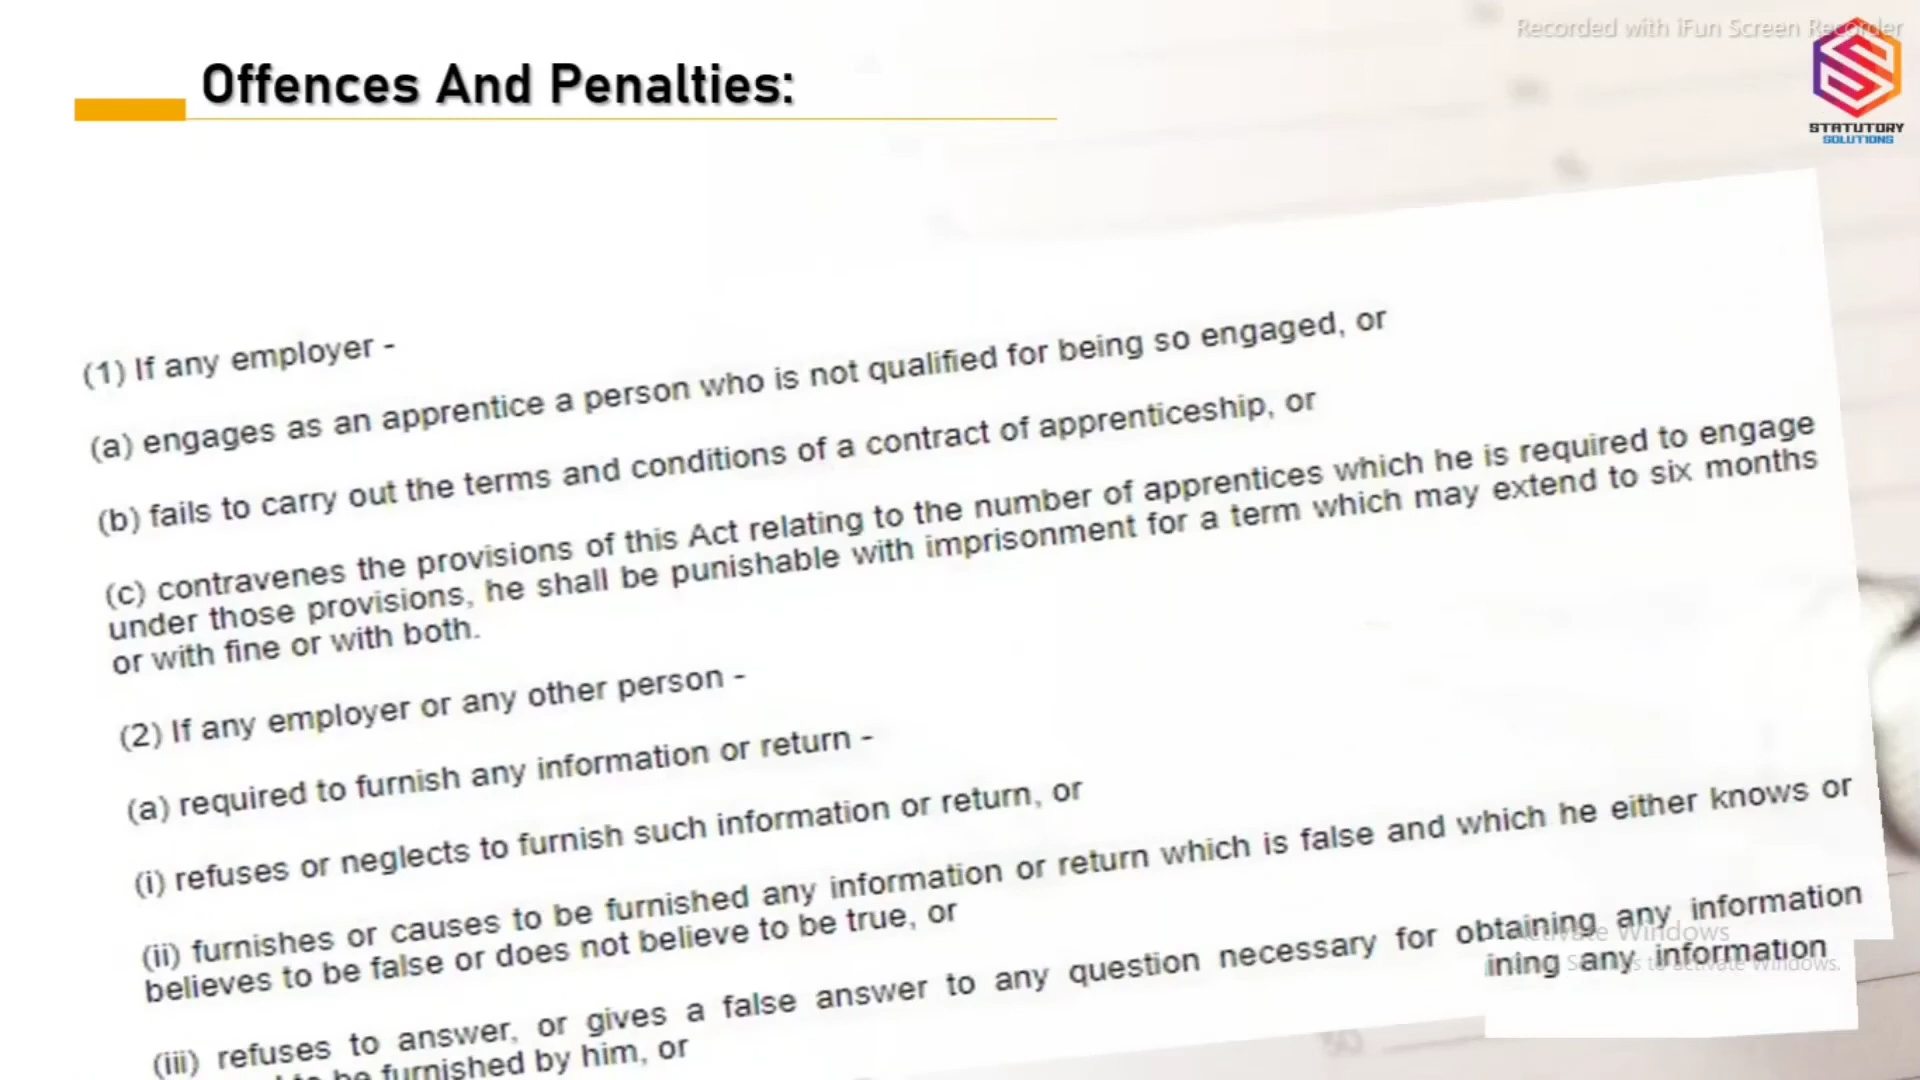 Recorded with iFun Screen Recorder
Offences And Penalties:
STATUTORY
SOLUTIONS
(1) If any employer -
(a) engages as an apprentice a person who is not qualified for being so engaged, or
(b) fails to carry out the terms and conditions of a contract of apprenticeship, or
(c) contravenes the provisions of this Act relating to the number of apprentices which he is required to engage
under those provisions, he shall be punishable with imprisonment for a term which may extend to six months
or with fine or with both.
(2) If any employer or any other person -
(a) required to furnish any information or return -
(i) refuses or neglects to furnish such information or return, or
(ii) furnishes or causes to be furnished any information or return which is false and which he either knows or
believes to be false or does not believe to be true, or
(iii) refuses to answer, or gives a false answer to any question necessary for obtaining any information
to be furnished by him, or
ining any information
Activate Windows
to activate Windows.